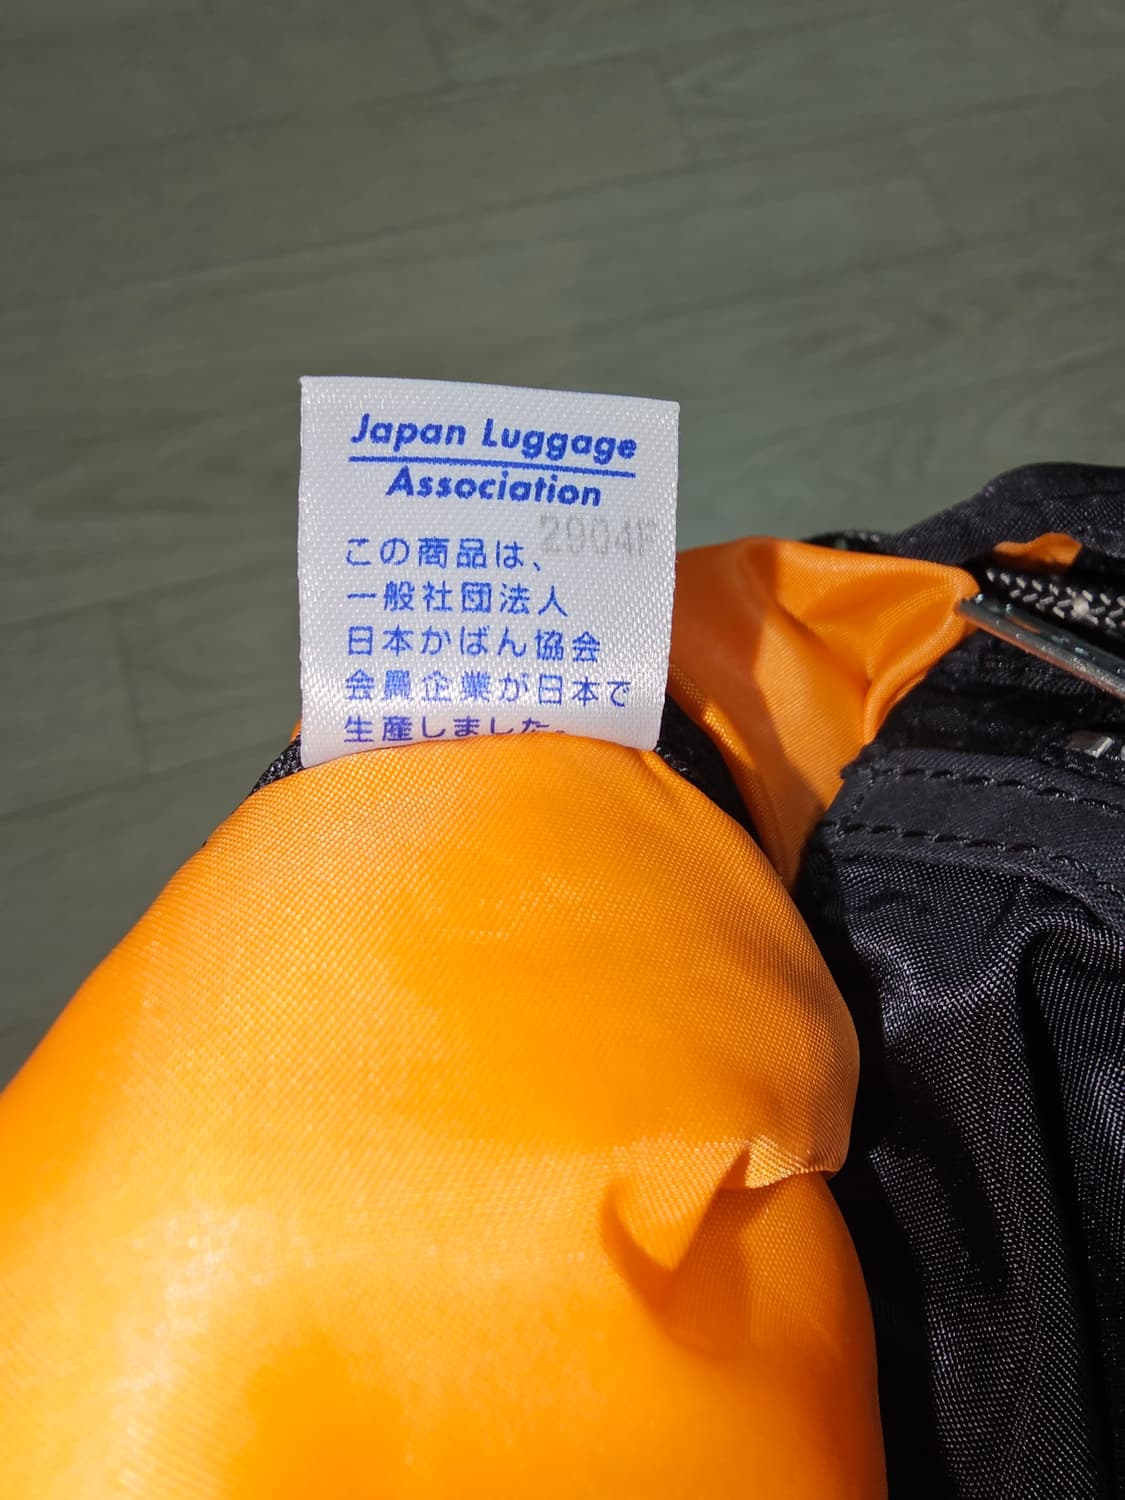 Japan Luggage
Association
2904F
この商品は、
一般社団法人
日本かばん協会
会員企業が日本で
生産しました。